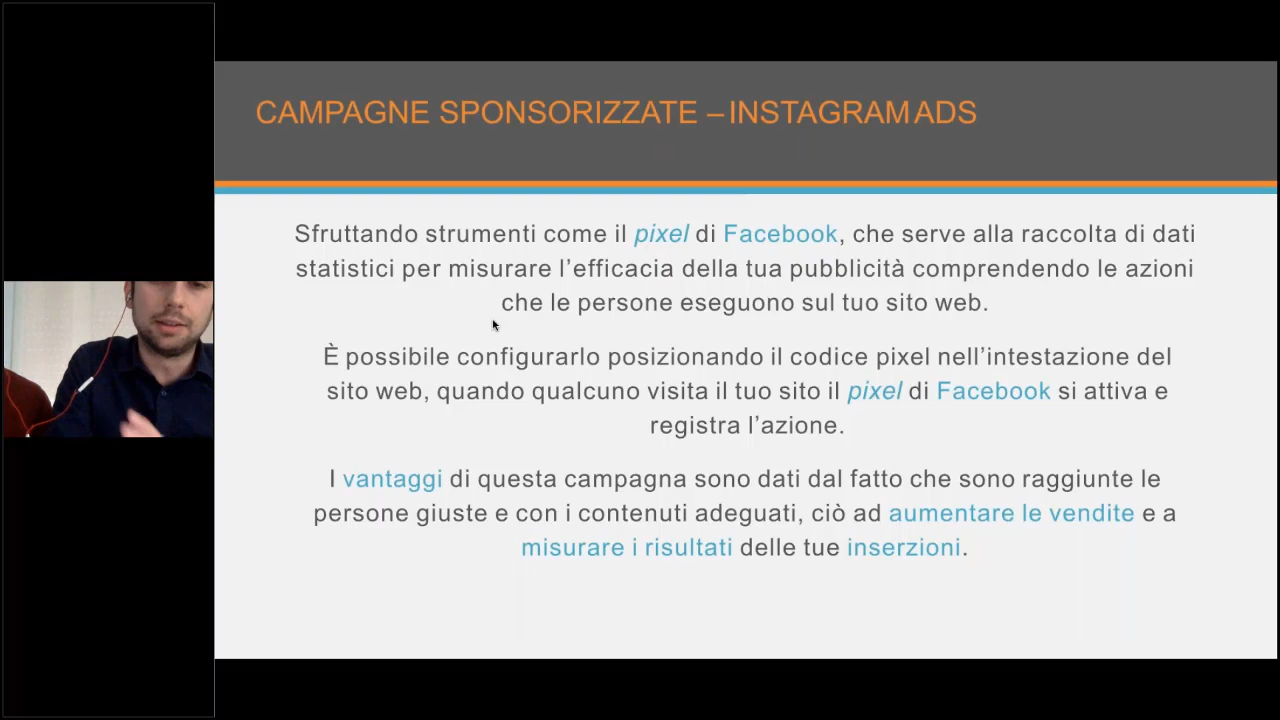 CAMPAGNE SPONSORIZZATE – INSTAGRAM ADS
Sfruttando strumenti come il pixel di Facebook, che serve alla raccolta di dati
statistici per misurare l’efficacia della tua pubblicità comprendendo le azioni
che le persone eseguono sul tuo sito web.
È possibile configurarlo posizionando il codice pixel nell’intestazione del
sito web, quando qualcuno visita il tuo sito il pixel di Facebook si attiva e
registra l’azione.
I vantaggi di questa campagna sono dati dal fatto che sono raggiunte le
persone giuste e con i contenuti adeguati, ciò ad aumentare le vendite e a
misurare i risultati delle tue inserzioni.